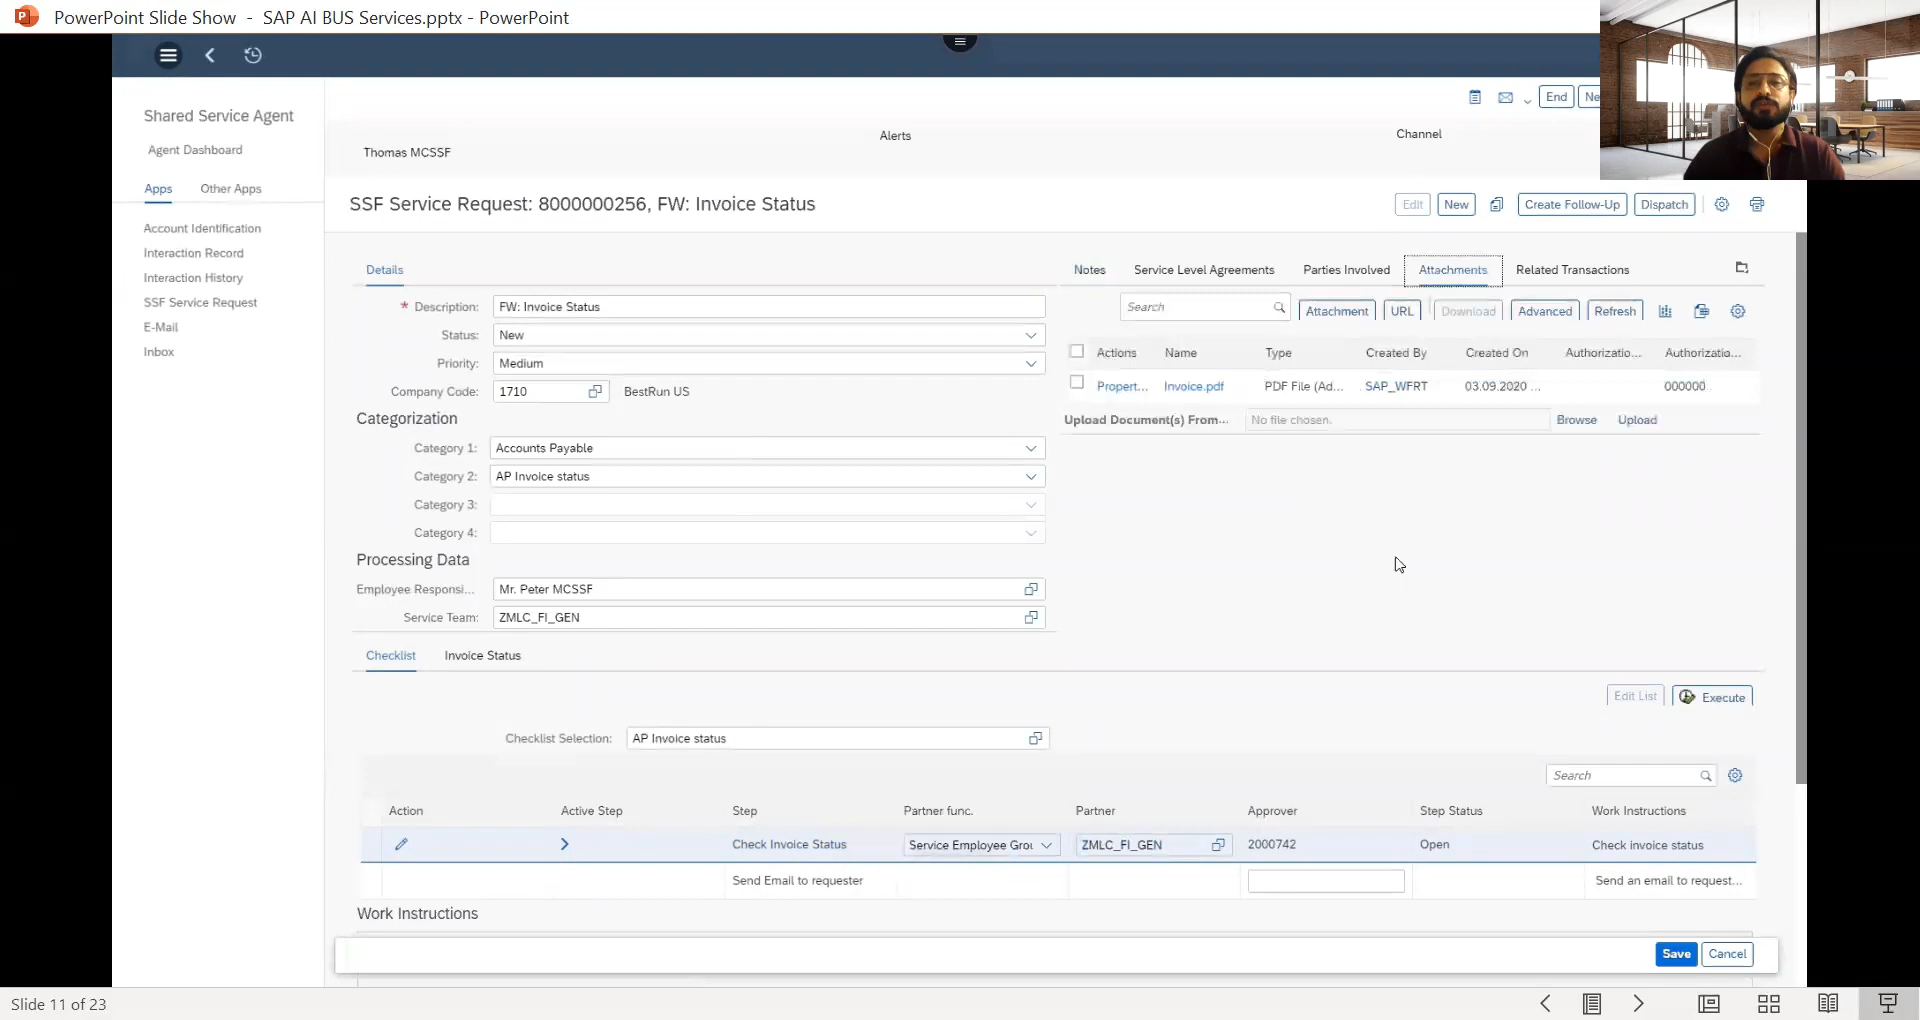 PowerPoint Slide Show - SAP AI BUS Services.pptx - PowerPoint
Shared Service Agent
Agent Dashboard
Apps Other Apps
Account Identification
Interaction Record
Interaction History
SSF Service Request
E-Mail
Inbox
End Ne
Alerts Channel
Thomas MCSSF
SSF Service Request: 8000000256, FW: Invoice Status
Edit New Create Follow-Up Dispatch
Details
* Description: FW: Invoice Status
Status: New
Priority: Medium
Company Code: 1710 BestRun US
Categorization
Category 1: Accounts Payable
Category 2: AP Invoice status
Category 3:
Category 4:
Processing Data
Employee Responsi... Mr. Peter MCSSF
Service Team: ZMLC_FI_GEN
Notes Service Level Agreements Parties Involved Attachments Related Transactions
Search Attachment URL Download Advanced Refresh
Actions Name Type Created By Created On Authorizatio... Authorizatio...
Propert... Invoice.pdf PDF File (Ad... SAP_WFRT 03.09.2020 ... 000000
Upload Document(s) From... No file chosen. Browse Upload
Checklist Invoice Status
Edit List Execute
Checklist Selection: AP Invoice status
Search
Action Active Step Step Partner func. Partner Approver Step Status Work Instructions
Check Invoice Status Service Employee Grou ZMLC_FI_GEN 2000742 Open Check invoice status
Send Email to requester Send an email to request...
Work Instructions
Save Cancel
Slide 11 of 23